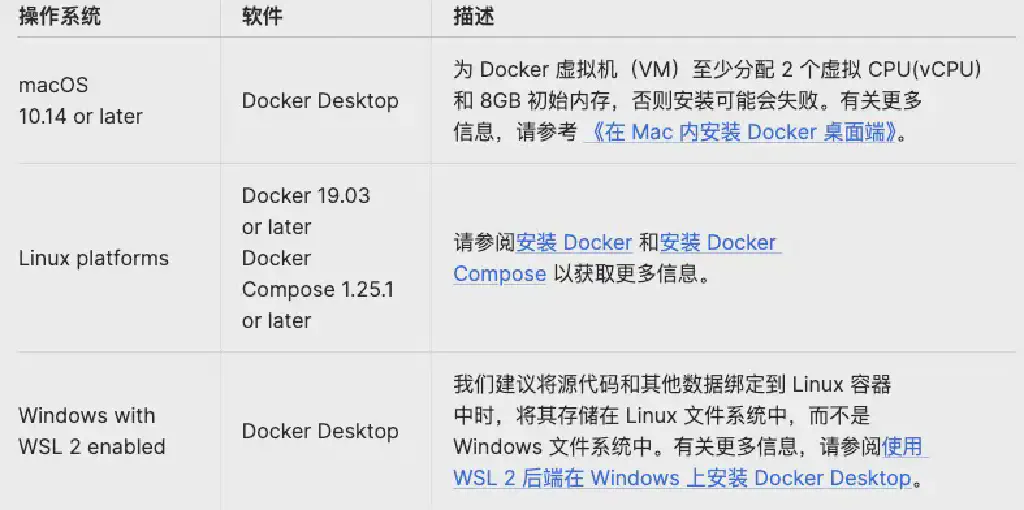 操作系统 软件 描述
macOS
10.14 or later
Docker Desktop
为 Docker 虚拟机（VM）至少分配 2 个虚拟 CPU(vCPU)
和 8GB 初始内存，否则安装可能会失败。有关更多
信息，请参考 《在 Mac 内安装 Docker 桌面端》。
Linux platforms
Docker 19.03
or later
Docker
Compose 1.25.1
or later
请参阅安装 Docker 和安装 Docker
Compose 以获取更多信息。
Windows with
WSL 2 enabled
Docker Desktop
我们建议将源代码和其他数据绑定到 Linux 容器
中时，将其存储在 Linux 文件系统中，而不是
Windows 文件系统中。有关更多信息，请参阅使用
WSL 2 后端在 Windows 上安装 Docker Desktop。